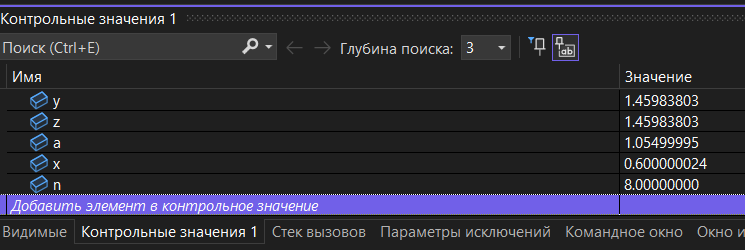 Контрольные значения 1
Поиск (Ctrl+E) Глубина поиска: 3
Имя Значение
y 1.45983803
z 1.45983803
a 1.05499995
x 0.600000024
n 8.00000000
Добавить элемент в контрольное значение
Видимые Контрольные значения 1 Стек вызовов Параметры исключений Командное окно Окно и